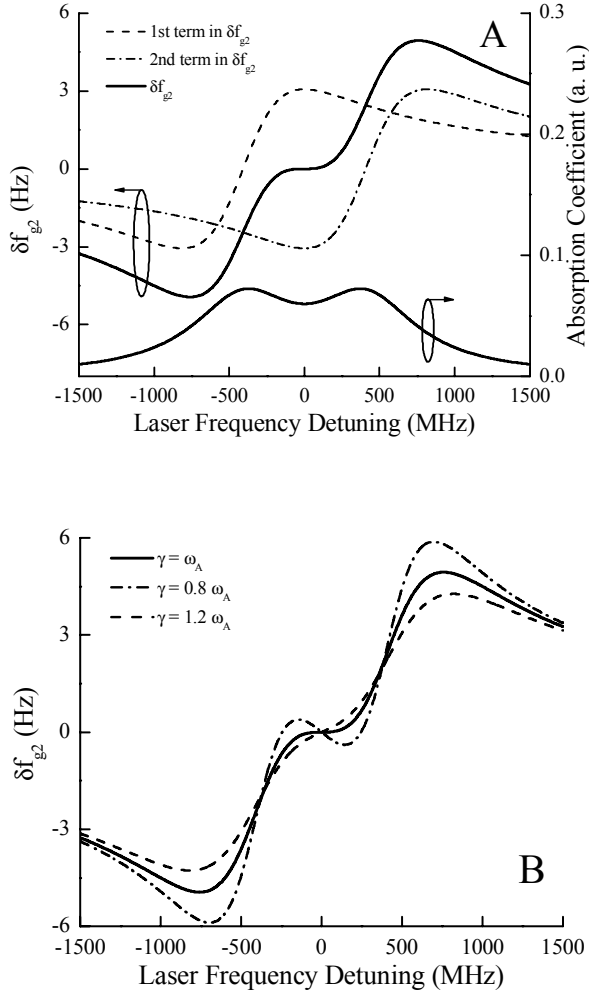 A
1st term in δf_g2
2nd term in δf_g2
δf_g2
δf_g2 (Hz)
6
3
0
-3
-6
Absorption Coefficient (a. u.)
0.3
0.2
0.1
0.0
-1500 -1000 -500 0 500 1000 1500
Laser Frequency Detuning (MHz)
γ = ω_A
γ = 0.8 ω_A
γ = 1.2 ω_A
δf_g2 (Hz)
6
3
0
-3
-6
B
-1500 -1000 -500 0 500 1000 1500
Laser Frequency Detuning (MHz)